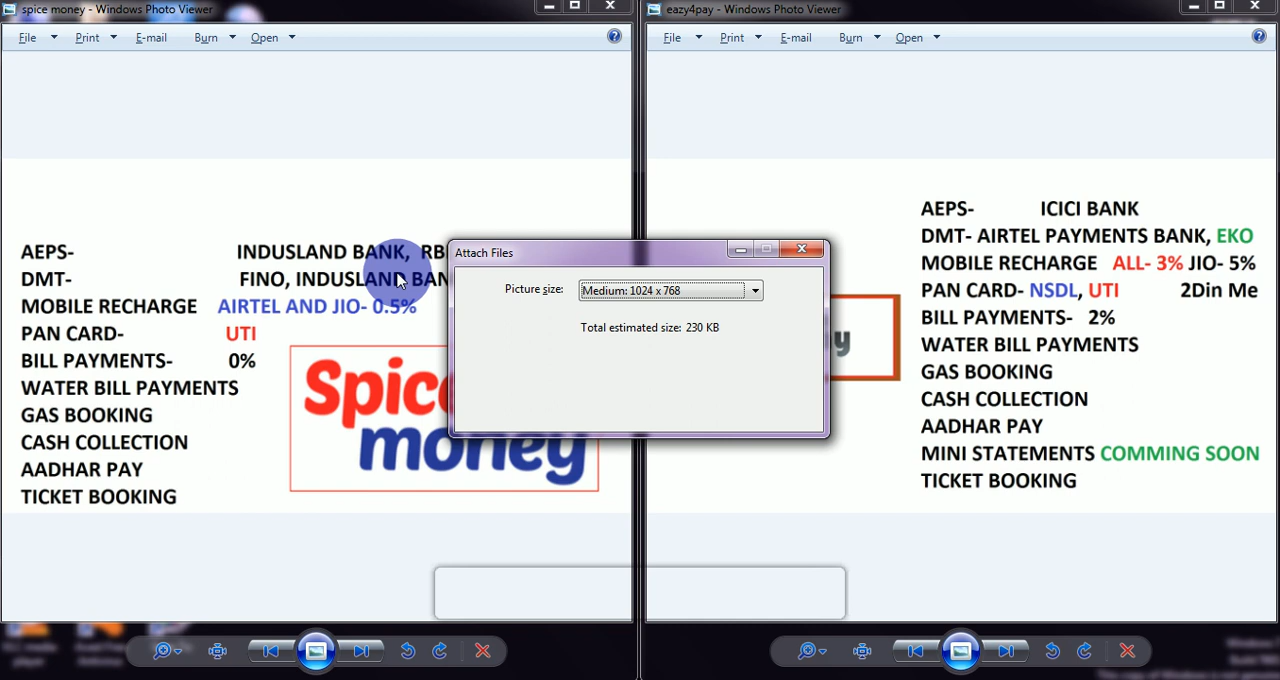 spice money - Windows Photo Viewer
File Print E-mail Burn Open
AEPS- INDUSLAND BANK, RB
DMT- FINO, INDUSLAND BAN
MOBILE RECHARGE AIRTEL AND JIO- 0.5%
PAN CARD- UTI
BILL PAYMENTS- 0%
WATER BILL PAYMENTS
GAS BOOKING
CASH COLLECTION
AADHAR PAY
TICKET BOOKING
Spice
money
Attach Files
Picture size: Medium: 1024 x 768
Total estimated size: 230 KB
eazy4pay - Windows Photo Viewer
File Print E-mail Burn Open
y
AEPS- ICICI BANK
DMT- AIRTEL PAYMENTS BANK, EKO
MOBILE RECHARGE ALL- 3% JIO- 5%
PAN CARD- NSDL, UTI 2Din Me
BILL PAYMENTS- 2%
WATER BILL PAYMENTS
GAS BOOKING
CASH COLLECTION
AADHAR PAY
MINI STATEMENTS COMMING SOON
TICKET BOOKING